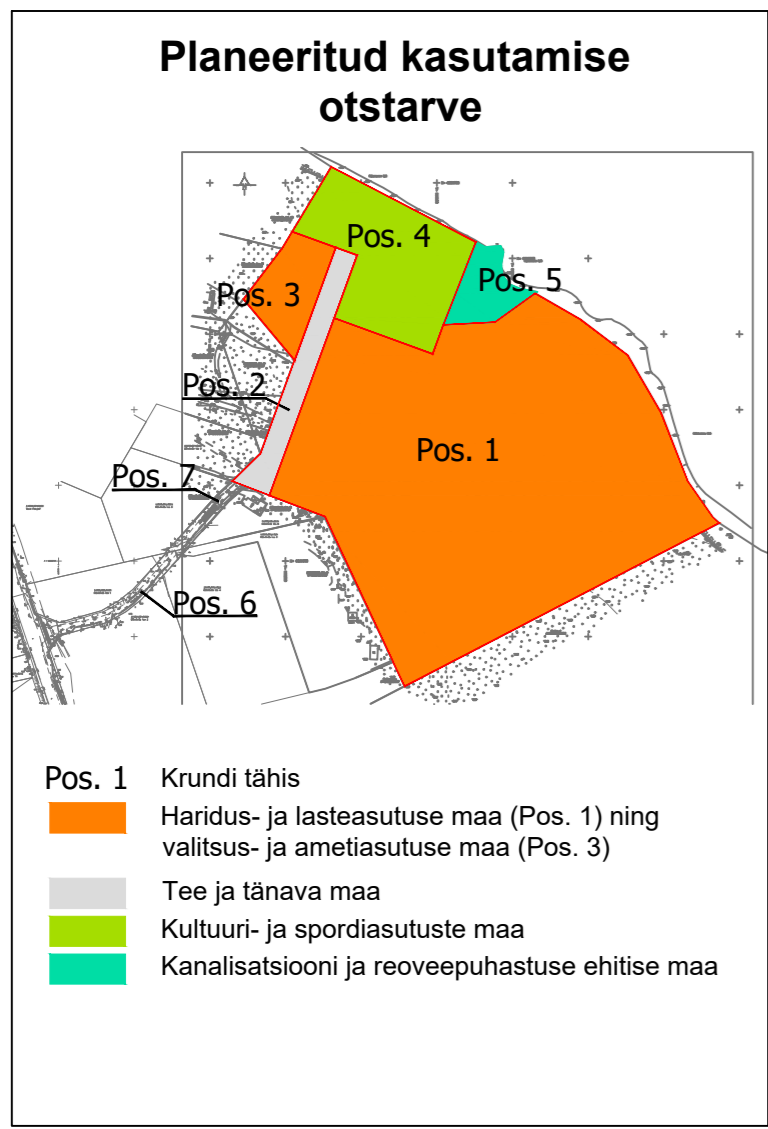 Planeeritud kasutamise
otstarve
Pos. 4
Pos. 5
Pos. 3
Pos. 2
Pos. 1
Pos. 7
Pos. 6
Pos. 1 Krundi tähis
Haridus- ja lasteasutuse maa (Pos. 1) ning
valitsus- ja ametiasutuse maa (Pos. 3)
Tee ja tänava maa
Kultuuri- ja spordiasutuste maa
Kanalisatsiooni ja reoveepuhastuse ehitise maa